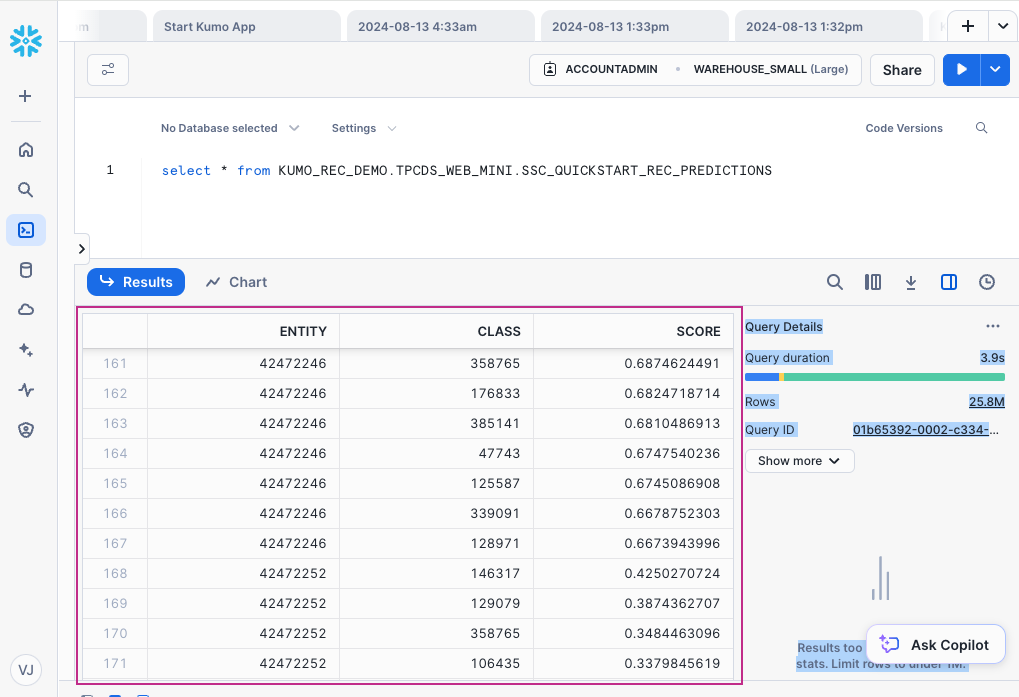 m
Start Kumo App
2024-08-13 4:33am
2024-08-13 1:33pm
2024-08-13 1:32pm
ACCOUNTADMIN
WAREHOUSE_SMALL (Large)
Share
No Database selected
Settings
Code Versions
1 select * from KUMO_REC_DEMO.TPCDS_WEB_MINI.SSC_QUICKSTART_REC_PREDICTIONS
Results
Chart
ENTITY CLASS SCORE
161 42472246 358765 0.6874624491
162 42472246 176833 0.6824718714
163 42472246 385141 0.6810486913
164 42472246 47743 0.6747540236
165 42472246 125587 0.6745086908
166 42472246 339091 0.6678752303
167 42472246 128971 0.6673943996
168 42472252 146317 0.4250270724
169 42472252 129079 0.3874362707
170 42472252 358765 0.3484463096
171 42472252 106435 0.3379845619
Query Details
...
Query duration 3.9s
Rows 25.8M
Query ID 01b65392-0002-c334-...
Show more
Results too
stats. Limit rows to under 1M.
Ask Copilot
VJ